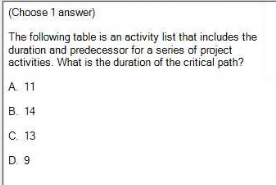 (Choose 1 answer)
The following table is an activity list that includes the
duration and predecessor for a series of project
activities. What is the duration of the critical path?
A. 11
B. 14
C. 13
D. 9